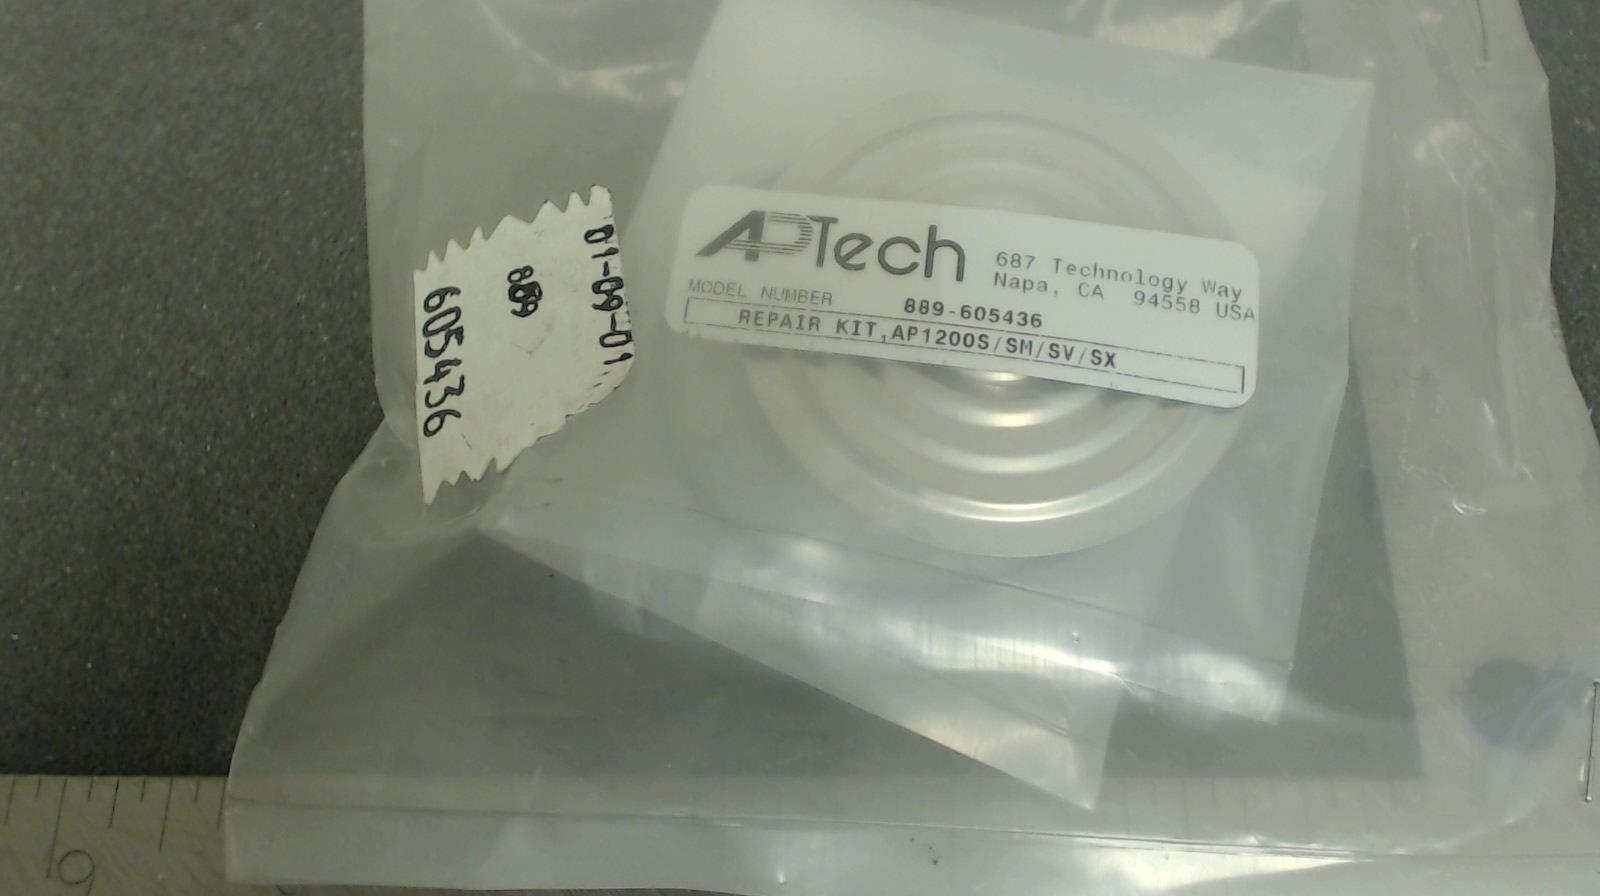 APTech
687 Technology Way
Napa, CA 94558 USA
MODEL NUMBER
889-605436
REPAIR KIT,AP1200S/SM/SV/SX
01-09-01
889
605436
9